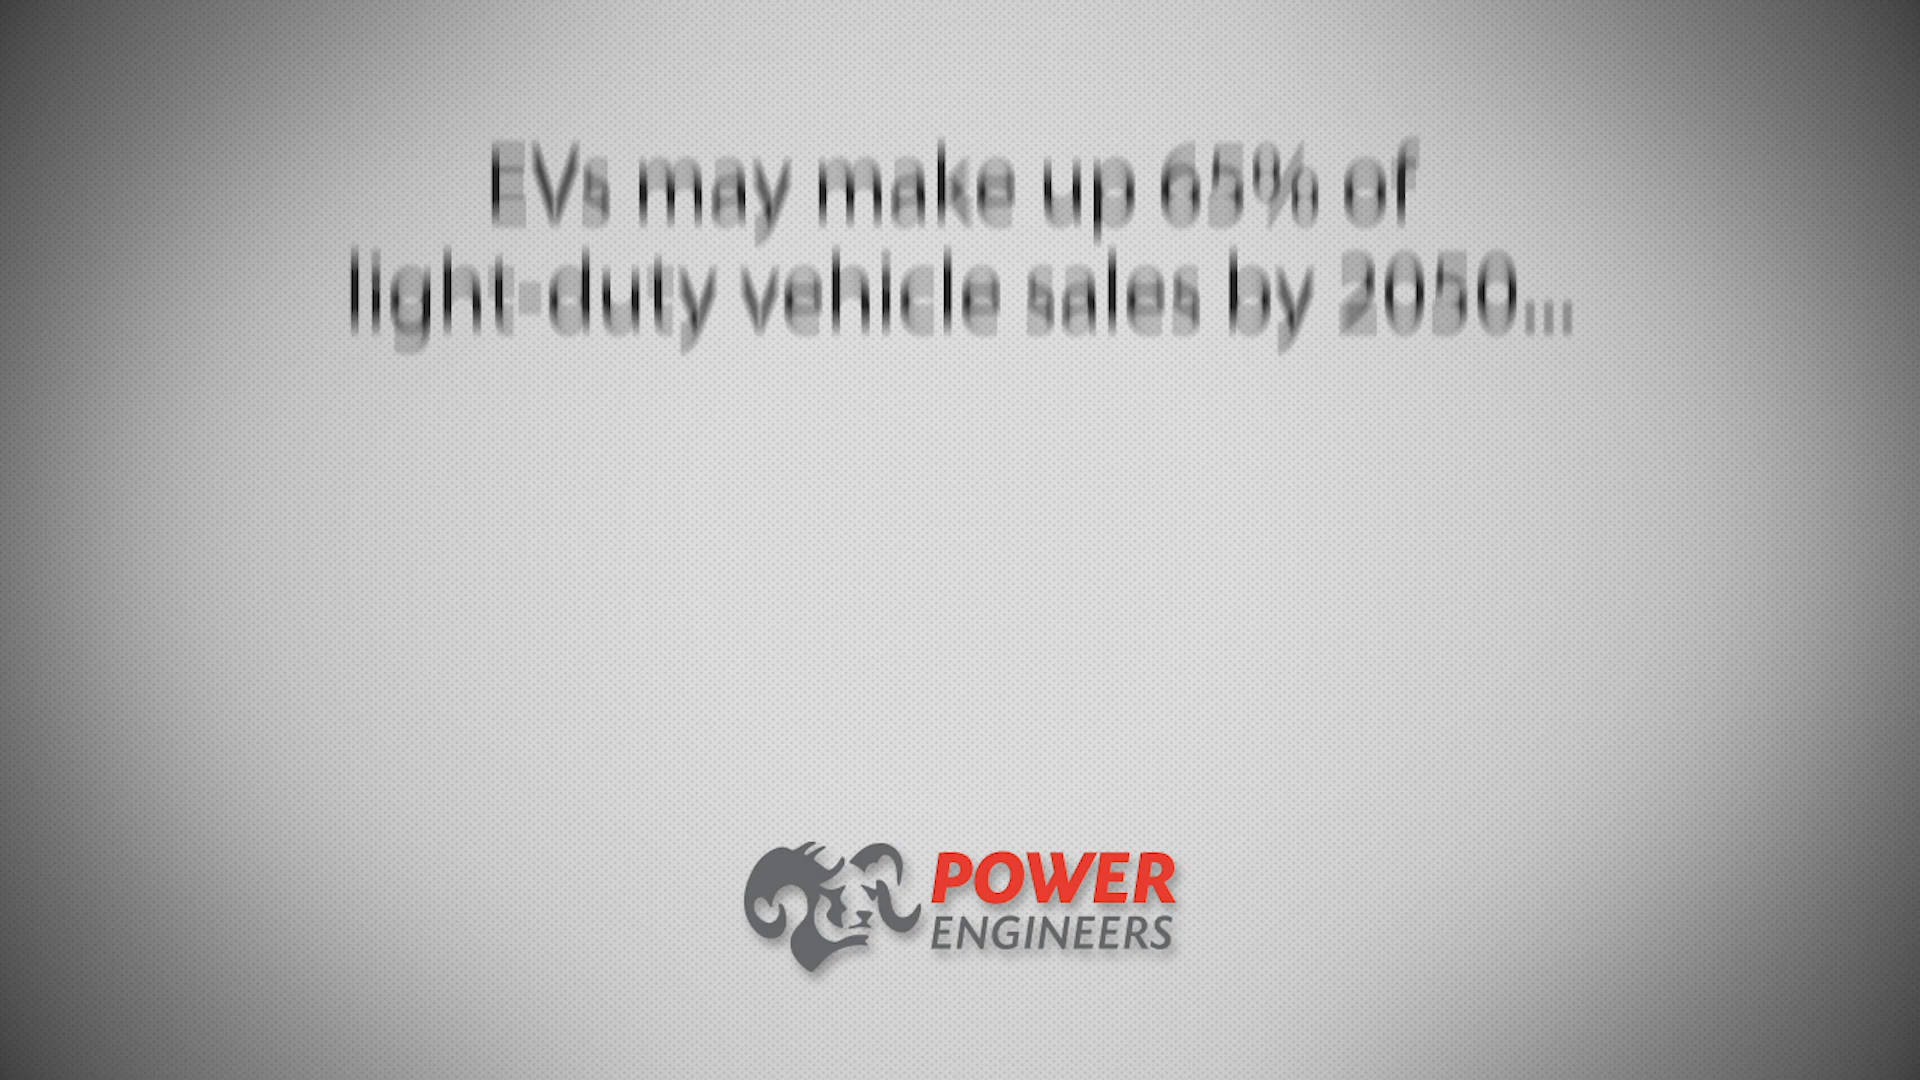 EVs may make up 65% of
light-duty vehicle sales by 2050...
POWER
ENGINEERS